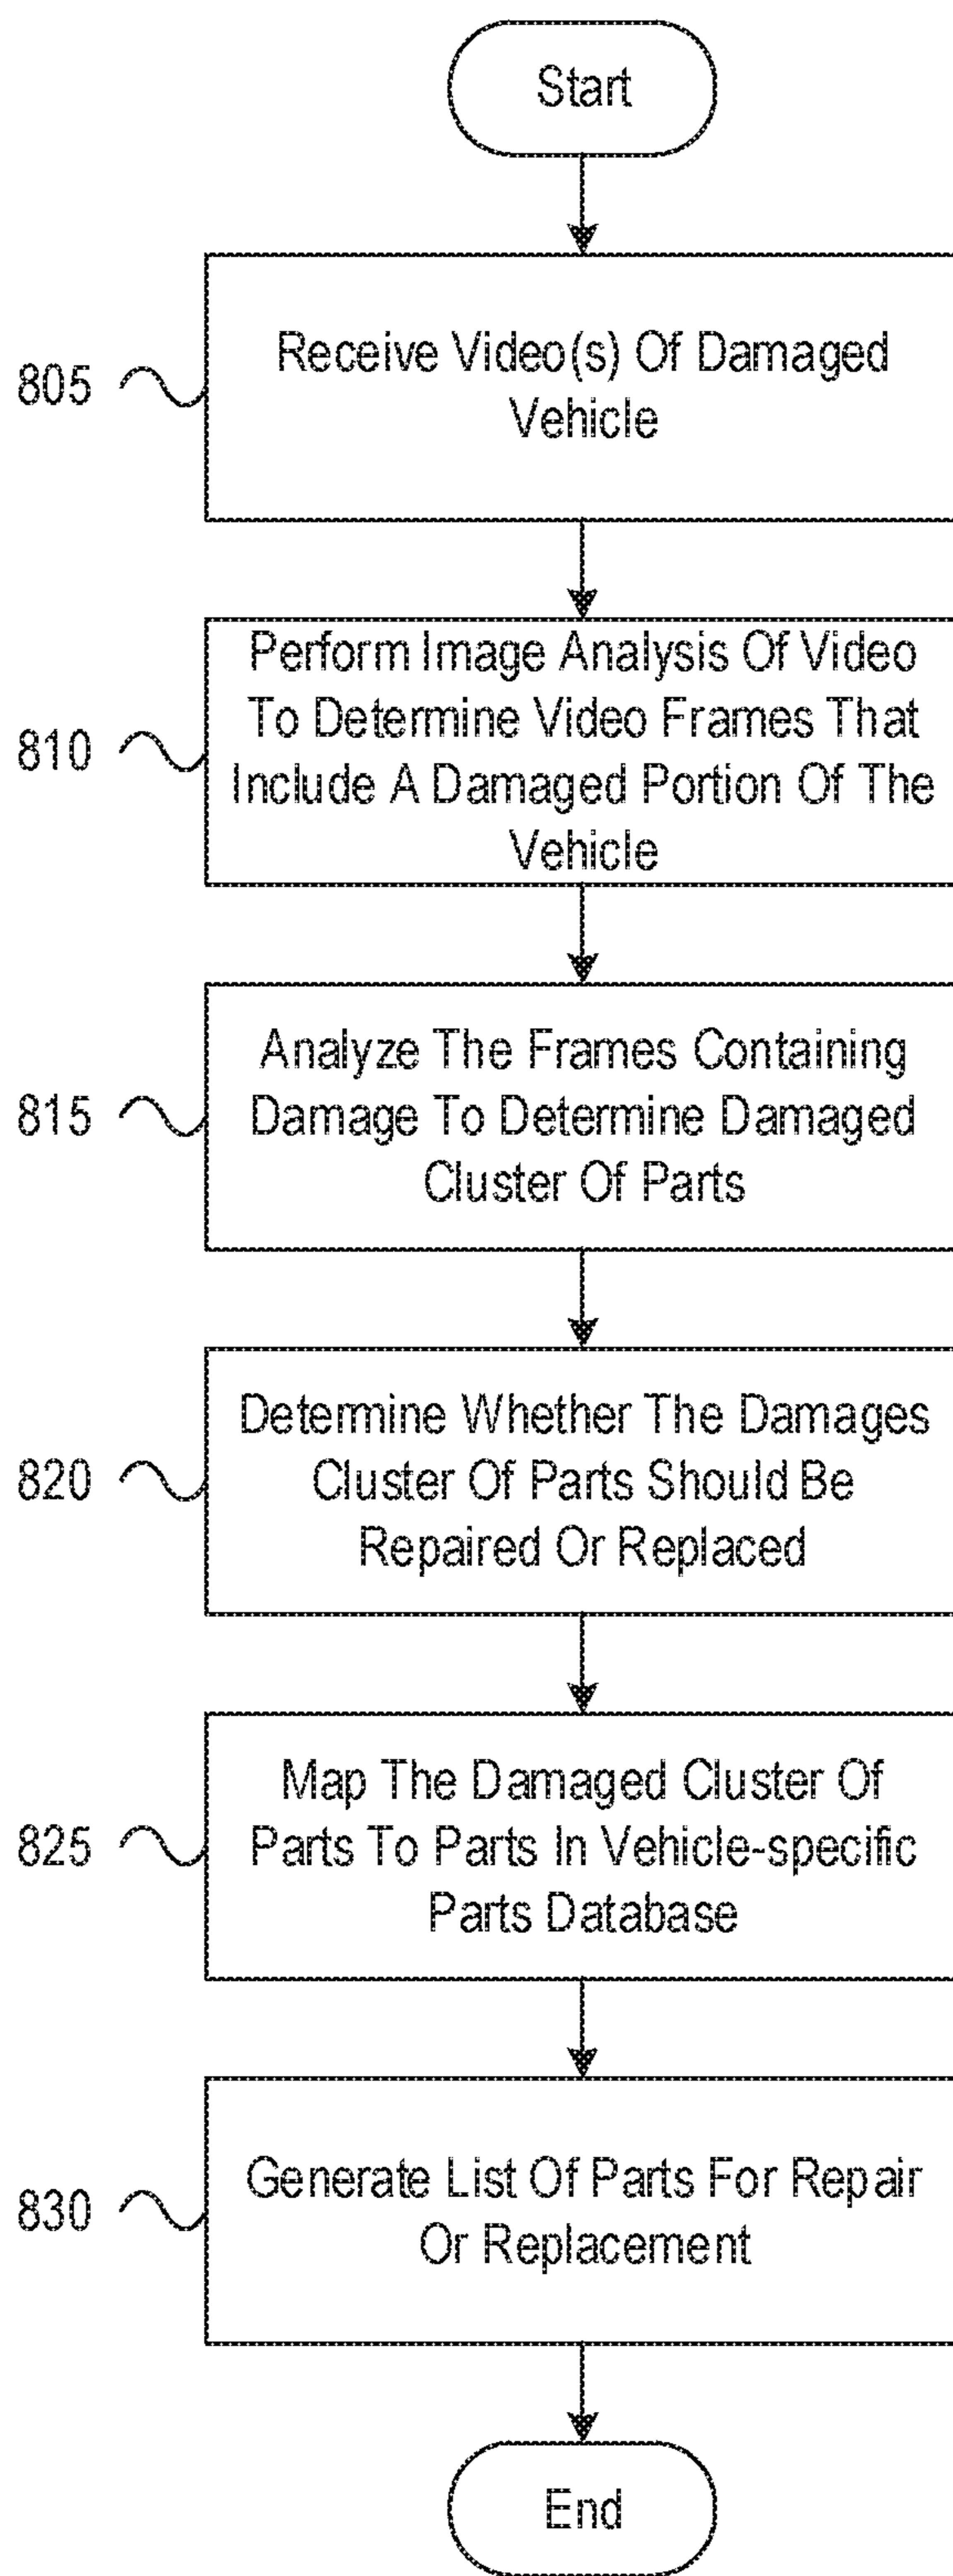 Start
805
Receive Video(s) Of Damaged
Vehicle
810
Perform Image Analysis Of Video
To Determine Video Frames That
Include A Damaged Portion Of The
Vehicle
815
Analyze The Frames Containing
Damage To Determine Damaged
Cluster Of Parts
820
Determine Whether The Damages
Cluster Of Parts Should Be
Repaired Or Replaced
825
Map The Damaged Cluster Of
Parts To Parts In Vehicle-specific
Parts Database
830
Generate List Of Parts For Repair
Or Replacement
End